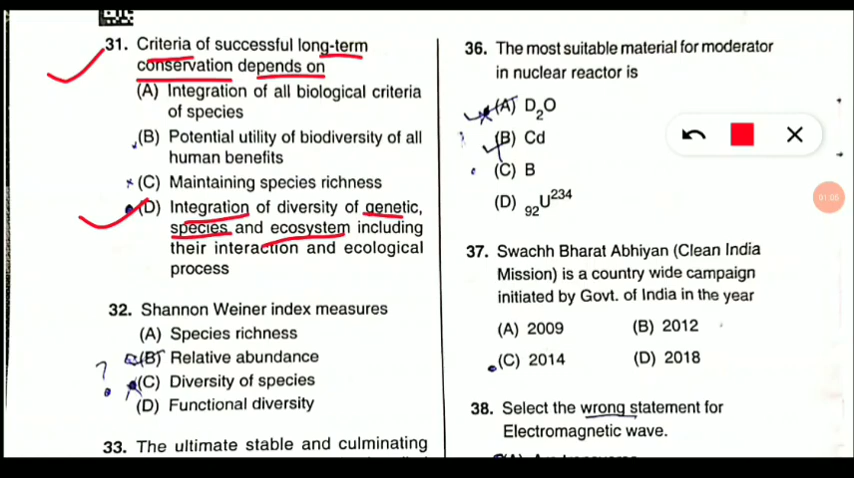 31. Criteria of successful long-term
conservation depends on
(A) Integration of all biological criteria
of species
(B) Potential utility of biodiversity of all
human benefits
(C) Maintaining species richness
(D) Integration of diversity of genetic,
species and ecosystem including
their interaction and ecological
process
32. Shannon Weiner index measures
(A) Species richness
? (B) Relative abundance
(C) Diversity of species
(D) Functional diversity
33. The ultimate stable and culminating
36. The most suitable material for moderator
in nuclear reactor is
(A) D₂O
(B) Cd
(C) B
(D) ₉₂U²³⁴
37. Swachh Bharat Abhiyan (Clean India
Mission) is a country wide campaign
initiated by Govt. of India in the year
(A) 2009 (B) 2012
(C) 2014 (D) 2018
38. Select the wrong statement for
Electromagnetic wave.
01:05